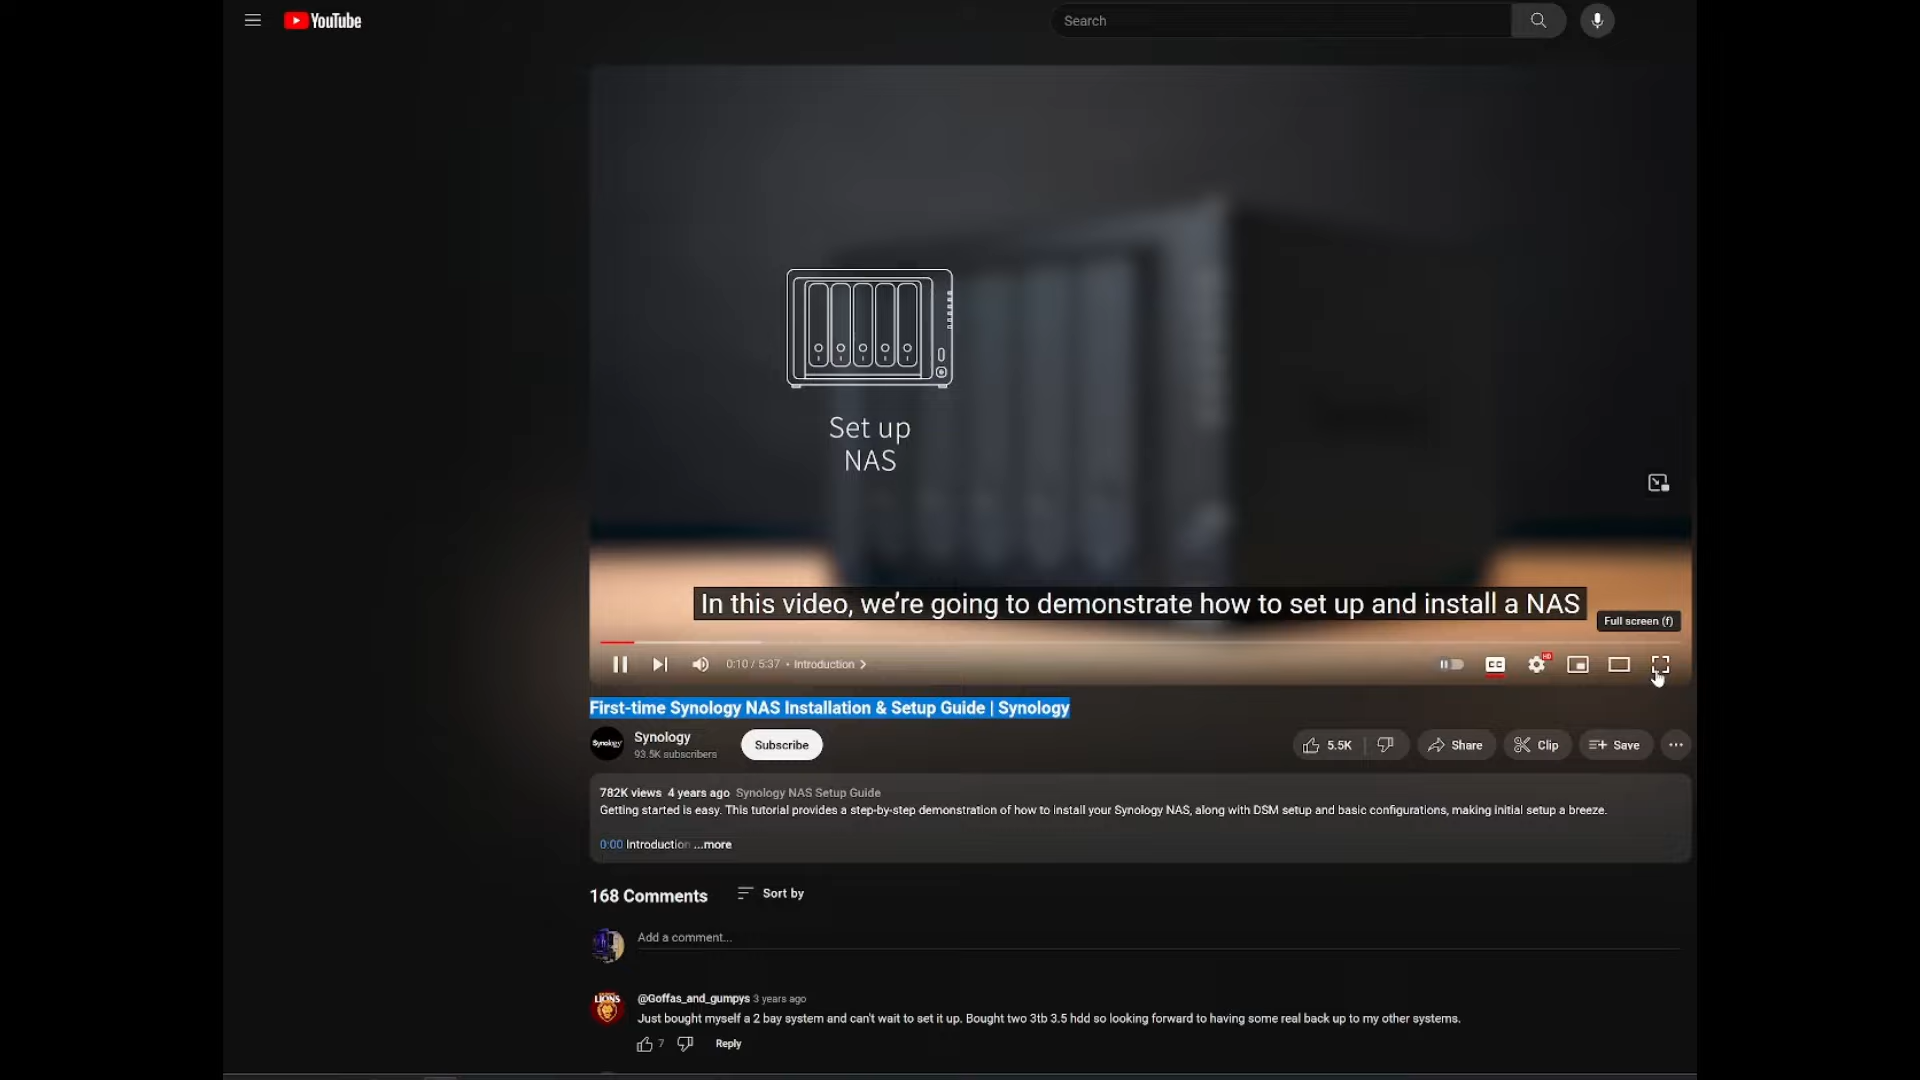 YouTube
Search
Set up
NAS
In this video, we're going to demonstrate how to set up and install a NAS
Full screen (f)
0:10 / 5:37 • Introduction
CC
HD
First-time Synology NAS Installation & Setup Guide | Synology
Synology
Synology
93.5K subscribers
Subscribe
5.5K
Share
Clip
Save
782K views 4 years ago Synology NAS Setup Guide
Getting started is easy. This tutorial provides a step-by-step demonstration of how to install your Synology NAS, along with DSM setup and basic configurations, making initial setup a breeze.
0:00 Introduction ...more
168 Comments
Sort by
Add a comment...
LIONS
@Goffas_and_gumpys 3 years ago
Just bought myself a 2 bay system and can't wait to set it up. Bought two 3tb 3.5 hdd so looking forward to having some real back up to my other systems.
7
Reply